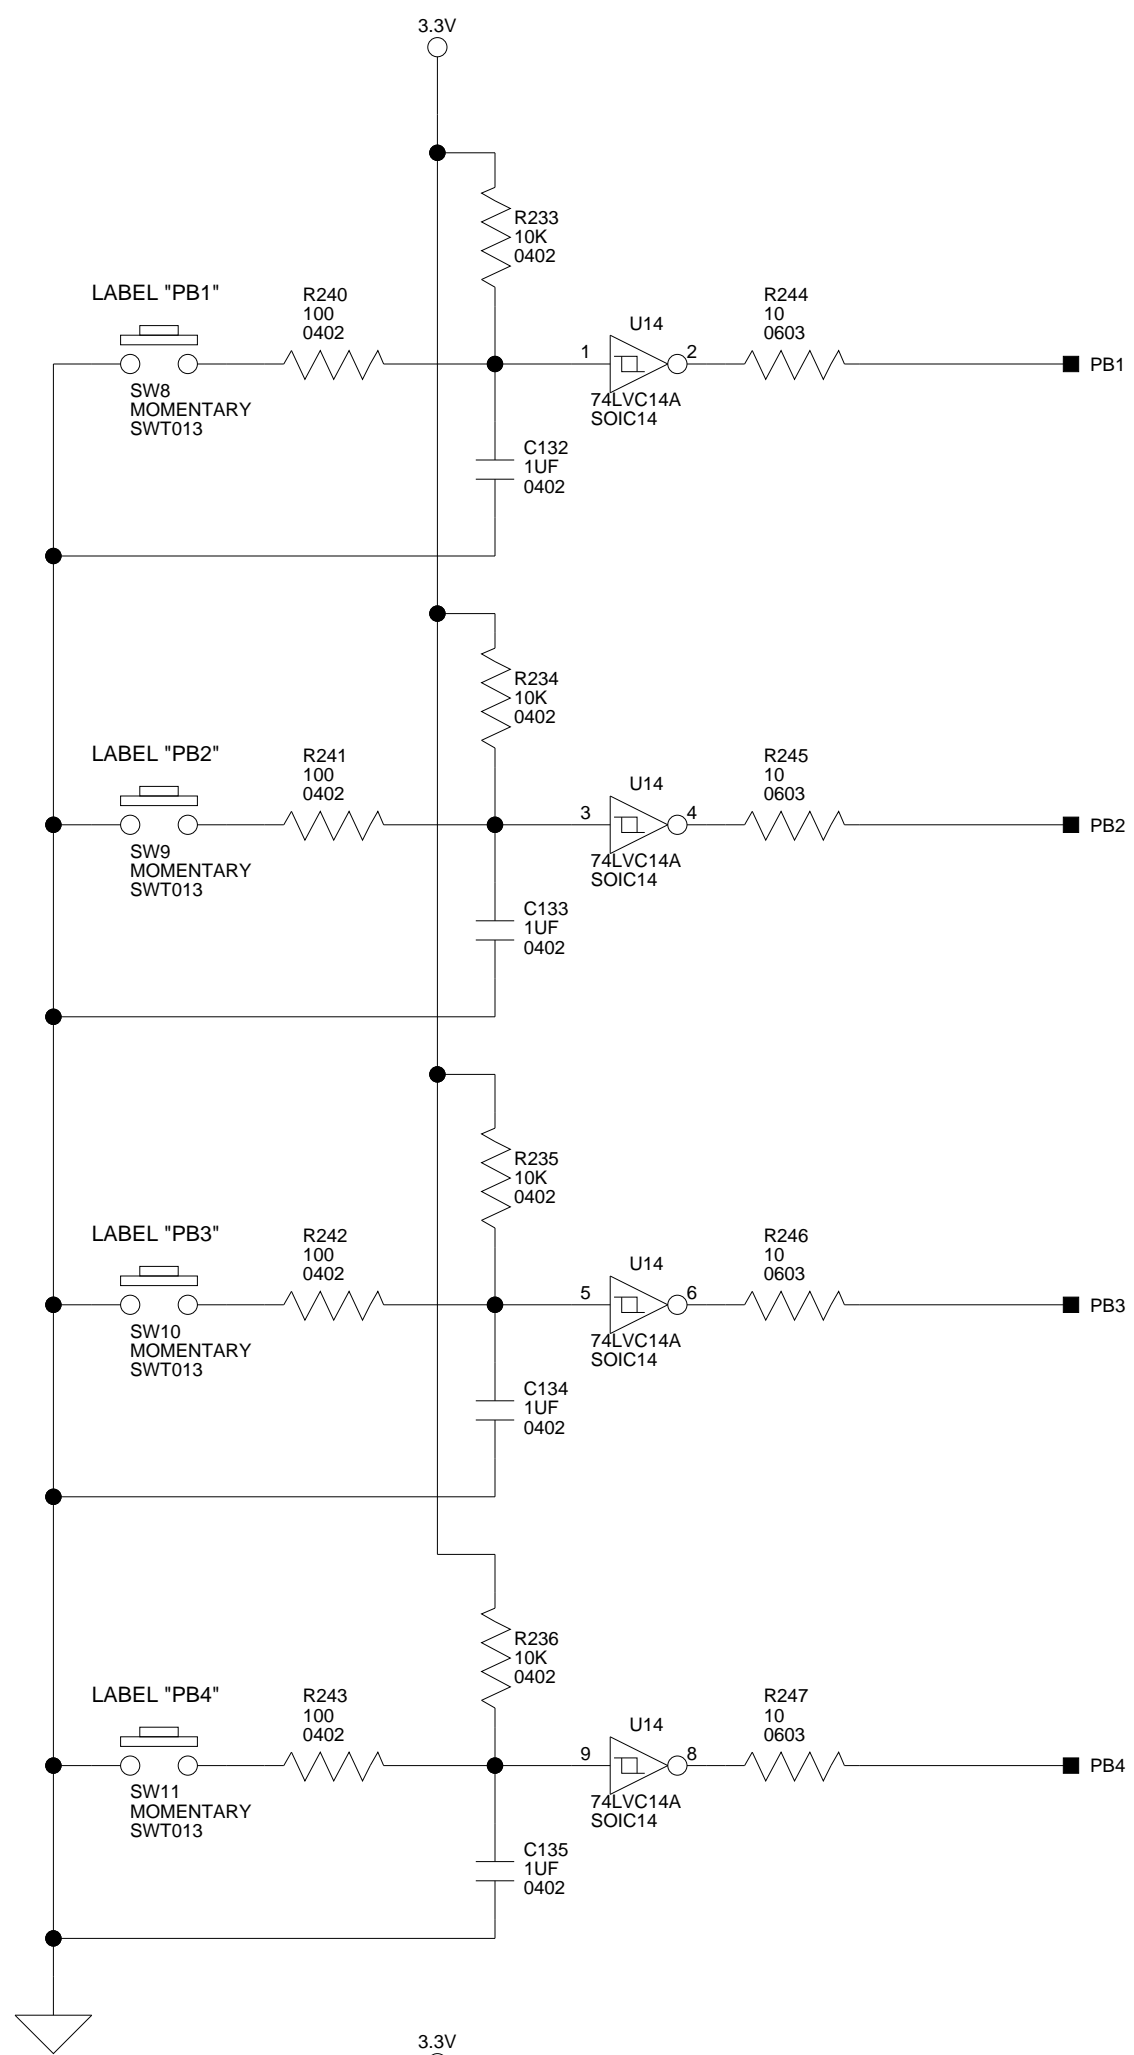 3.3V
R233
10K
0402
LABEL "PB1"
R240
100
0402
R244
10
0603
U14
1
2
PB1
SW8
MOMENTARY
SWT013
74LVC14A
SOIC14
C132
1UF
0402
R234
10K
0402
LABEL "PB2"
R241
100
0402
R245
10
0603
U14
3
4
PB2
SW9
MOMENTARY
SWT013
74LVC14A
SOIC14
C133
1UF
0402
R235
10K
0402
LABEL "PB3"
R242
100
0402
R246
10
0603
U14
5
6
PB3
SW10
MOMENTARY
SWT013
74LVC14A
SOIC14
C134
1UF
0402
R236
10K
0402
LABEL "PB4"
R243
100
0402
R247
10
0603
U14
9
8
PB4
SW11
MOMENTARY
SWT013
74LVC14A
SOIC14
C135
1UF
0402
3.3V